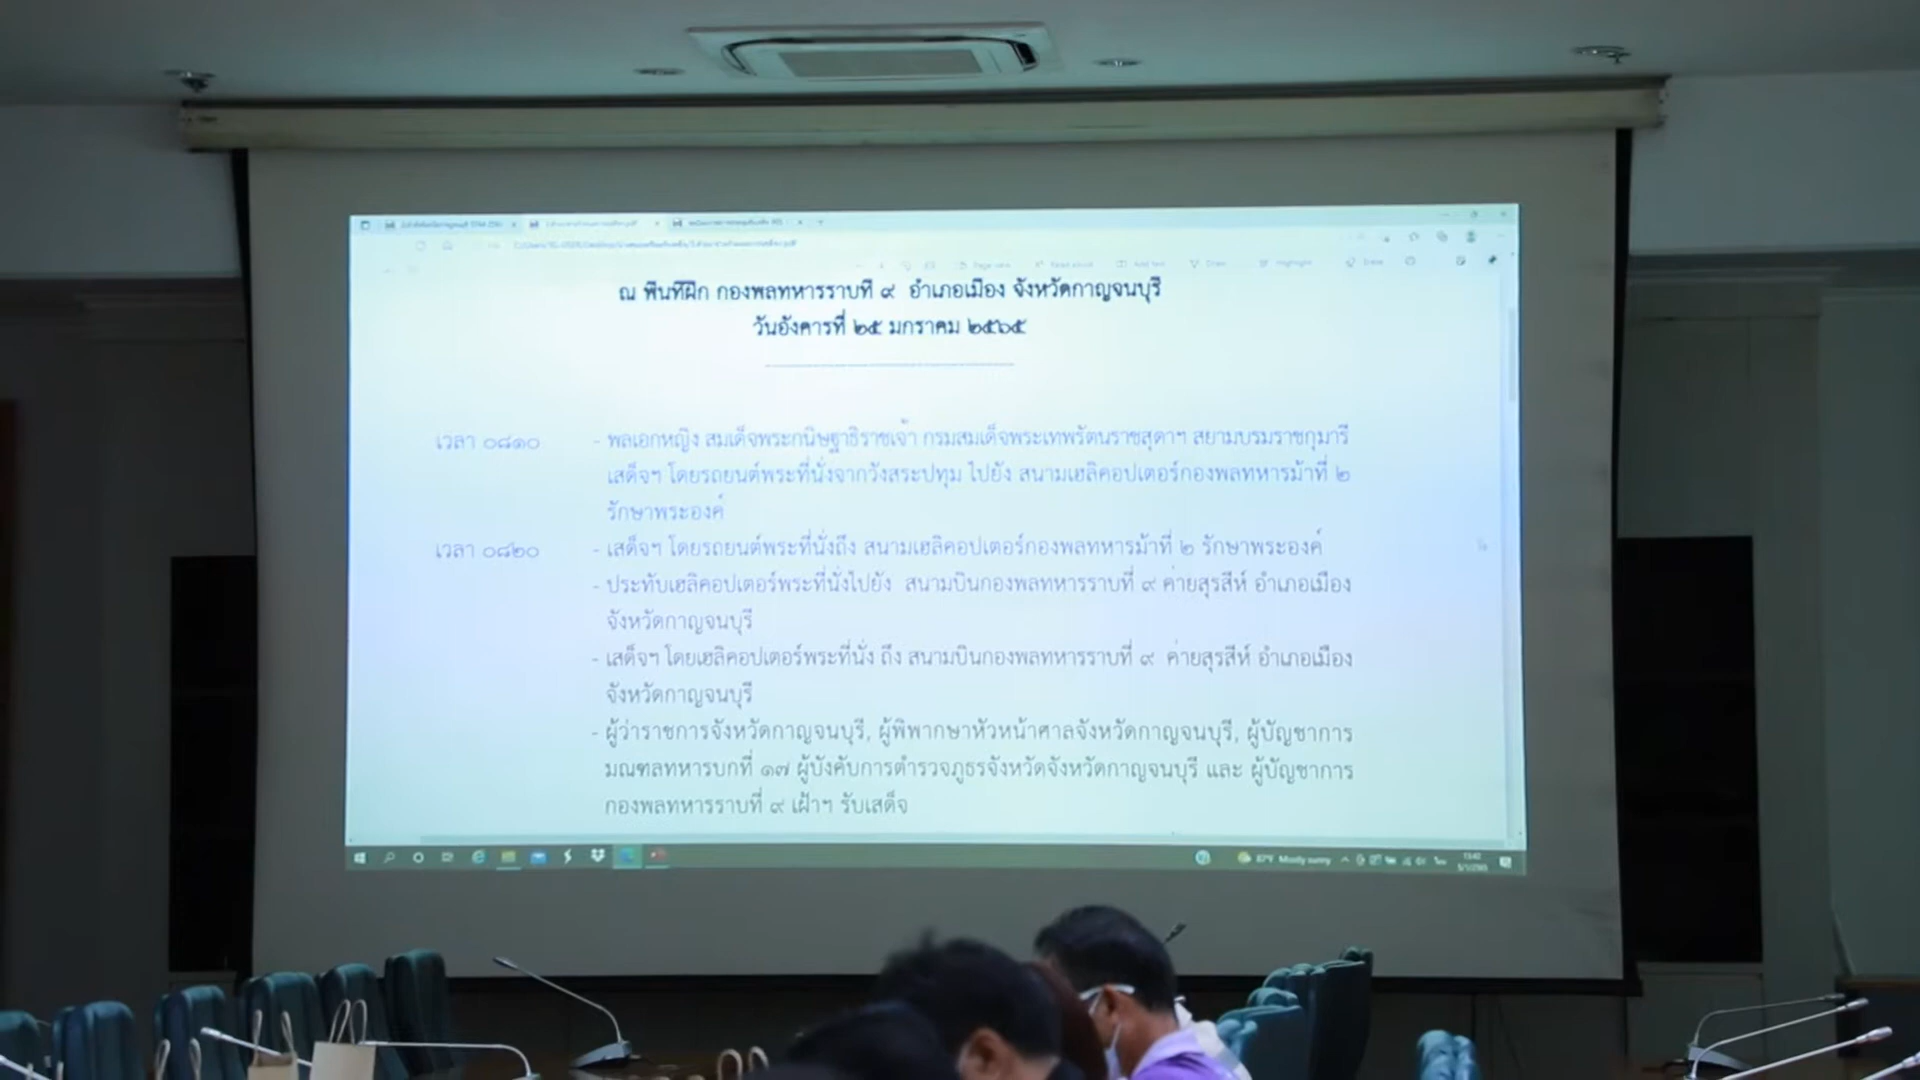 ณ พื้นที่ฝึก กองพลทหารราบที่ ๙ อำเภอเมือง จังหวัดกาญจนบุรี
วันอังคารที่ ๒๕ มกราคม ๒๕๖๕
เวลา ๐๘๑๐ - พลเอกหญิง สมเด็จพระกนิษฐาธิราชเจ้า กรมสมเด็จพระเทพรัตนราชสุดาฯ สยามบรมราชกุมารี
เสด็จฯ โดยรถยนต์พระที่นั่งจากวังสระปทุม ไปยัง สนามเฮลิคอปเตอร์กองพลทหารม้าที่ ๒
รักษาพระองค์
เวลา ๐๘๒๐ - เสด็จฯ โดยรถยนต์พระที่นั่งถึง สนามเฮลิคอปเตอร์กองพลทหารม้าที่ ๒ รักษาพระองค์
- ประทับเฮลิคอปเตอร์พระที่นั่งไปยัง สนามบินกองพลทหารราบที่ ๙ ค่ายสุรสีห์ อำเภอเมือง
จังหวัดกาญจนบุรี
- เสด็จฯ โดยเฮลิคอปเตอร์พระที่นั่ง ถึง สนามบินกองพลทหารราบที่ ๙ ค่ายสุรสีห์ อำเภอเมือง
จังหวัดกาญจนบุรี
- ผู้ว่าราชการจังหวัดกาญจนบุรี, ผู้พิพากษาหัวหน้าศาลจังหวัดกาญจนบุรี, ผู้บัญชาการ
มณฑลทหารบกที่ ๑๗ ผู้บังคับการตำรวจภูธรจังหวัดจังหวัดกาญจนบุรี และ ผู้บัญชาการ
กองพลทหารราบที่ ๙ เฝ้าฯ รับเสด็จ
87°F Mostly sunny
13:42